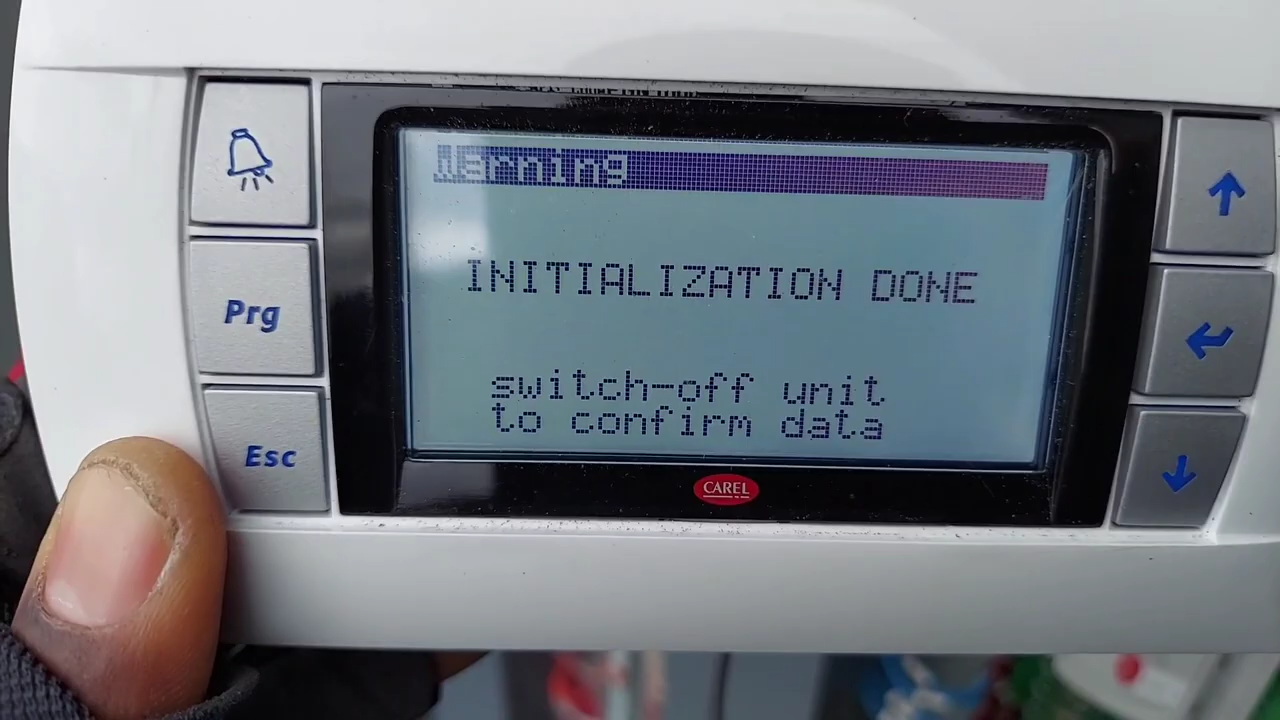 Warning
INITIALIZATION DONE
switch-off unit
to confirm data
Prg
Esc
CAREL